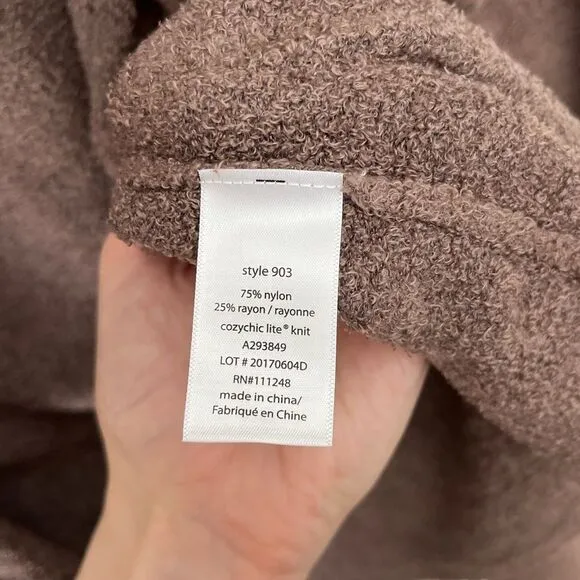 style 903
75% nylon
25% rayon / rayonne
cozychic lite® knit
A293849
LOT # 20170604D
RN#111248
made in china/
Fabriqué en Chine